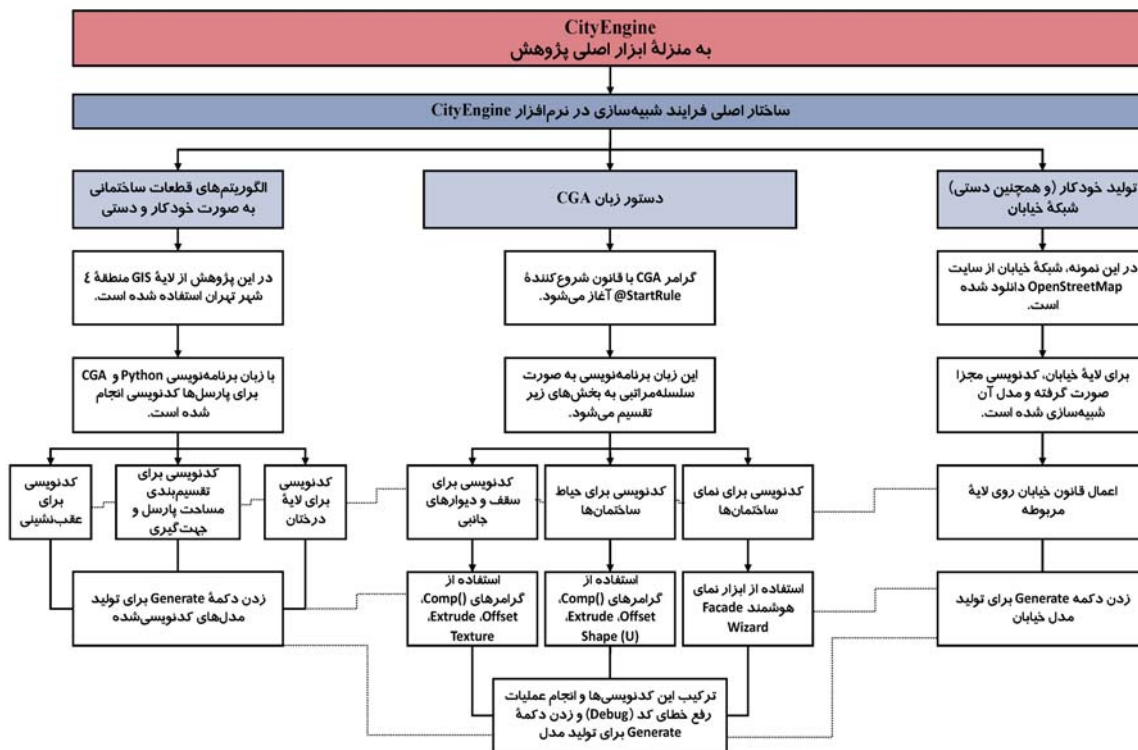 CityEngine
به منزلهٔ ابزار اصلی پژوهش
ساختار اصلی فرایند شبیه‌سازی در نرم‌افزار CityEngine
تولید خودکار (و همچنین دستی)
شبکهٔ خیابان
دستور زبان CGA
الگوریتم‌های قطعات ساختمانی
به صورت خودکار و دستی
در این نمونه، شبکهٔ خیابان از سایت
OpenStreetMap دانلود شده
است.
گرامر CGA با قانون شروع‌کنندهٔ
@StartRule آغاز می‌شود.
در این پژوهش از لایهٔ GIS منطقهٔ ٤
شهر تهران استفاده شده است.
برای لایهٔ خیابان، کدنویسی مجزا
صورت گرفته و مدل آن
شبیه‌سازی شده است.
این زبان برنامه‌نویسی به صورت
سلسله‌مراتبی به بخش‌های زیر
تقسیم می‌شود.
با زبان برنامه‌نویسی Python و CGA
برای پارسل‌ها کدنویسی انجام
شده است.
اعمال قانون خیابان روی لایهٔ
مربوطه
کدنویسی برای نمای
ساختمان‌ها
کدنویسی برای حیاط
ساختمان‌ها
کدنویسی برای
سقف و دیوارهای
جانبی
کدنویسی
برای لایهٔ
درختان
کدنویسی برای
تقسیم‌بندی
مساحت پارسل و
جهت‌گیری
کدنویسی
برای
عقب‌نشینی
زدن دکمه Generate برای تولید
مدل خیابان
استفاده از ابزار نمای
هوشمند Facade
Wizard
استفاده از
گرامرهای Comp()،
Extrude ،Offset،
Shape (U)
استفاده از
گرامرهای Comp()،
Extrude ،Offset،
Texture
زدن دکمهٔ Generate برای تولید
مدل‌های کدنویسی‌شده
ترکیب این کدنویسی‌ها و انجام عملیات
رفع خطای کد (Debug) و زدن دکمهٔ
Generate برای تولید مدل